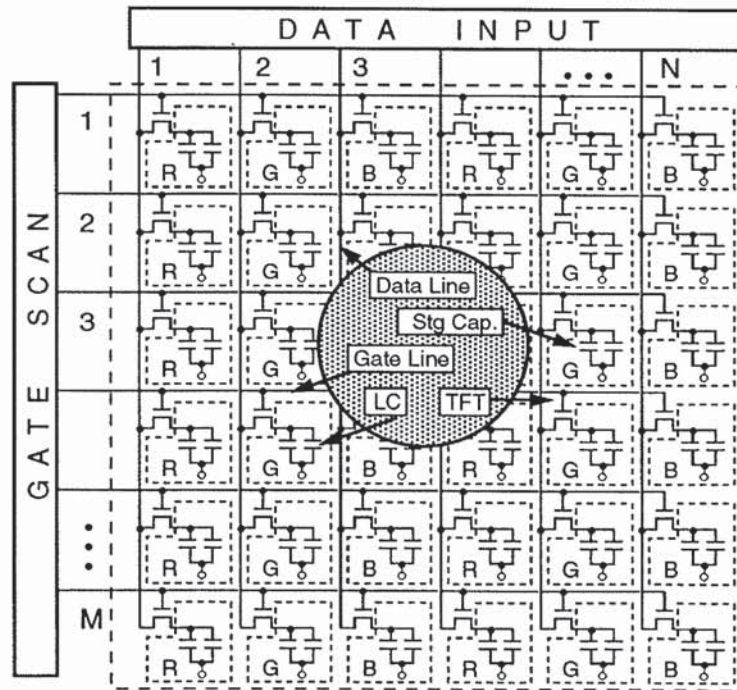 DATA INPUT
1 2 3 ... N
GATE SCAN
1
R G B R G B
2
R G G B
Data Line
3
Stg Cap.
R G G B
Gate Line
LC TFT
R G B R G B
...
R G B R G B
M
R G B R G B